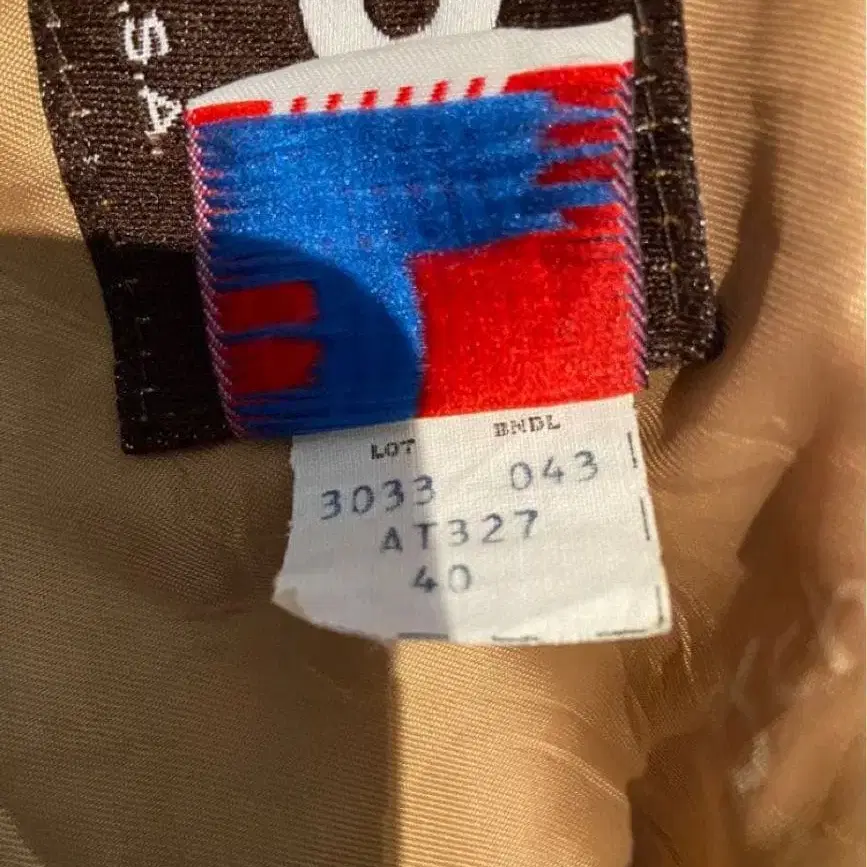 .S.A.
LOT BNDL
3033 043
AT327
40